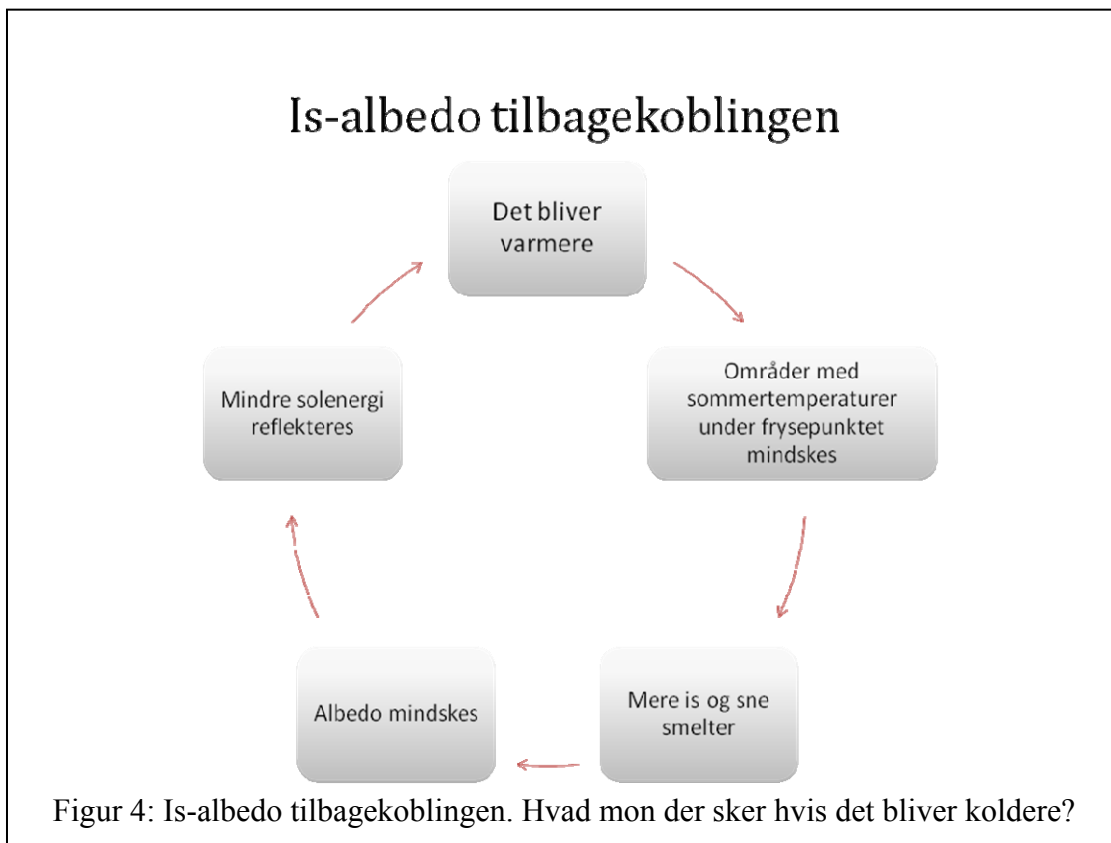 Is-albedo tilbagekoblingen
Det bliver
varmere
Områder med
sommertemperaturer
under frysepunktet
mindskes
Mere is og sne
smelter
Albedo mindskes
Mindre solenergi
reflekteres
Figur 4: Is-albedo tilbagekoblingen. Hvad mon der sker hvis det bliver koldere?